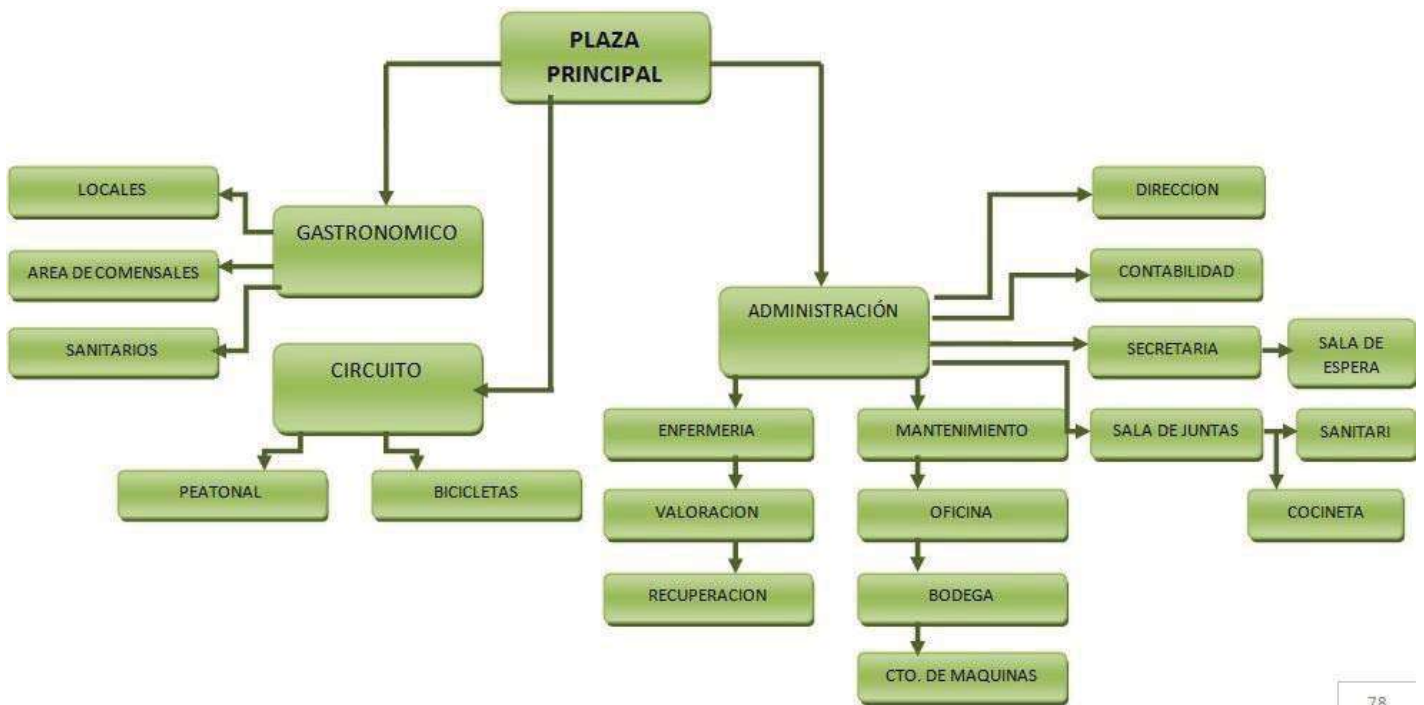 PLAZA
PRINCIPAL
LOCALES
GASTRONOMICO
AREA DE COMENSALES
SANITARIOS
CIRCUITO
PEATONAL
BICICLETAS
ADMINISTRACIÓN
DIRECCION
CONTABILIDAD
SECRETARIA
SALA DE
ESPERA
ENFERMERIA
MANTENIMIENTO
SALA DE JUNTAS
SANITARI
VALORACION
OFICINA
COCINETA
RECUPERACION
BODEGA
CTO. DE MAQUINAS
78